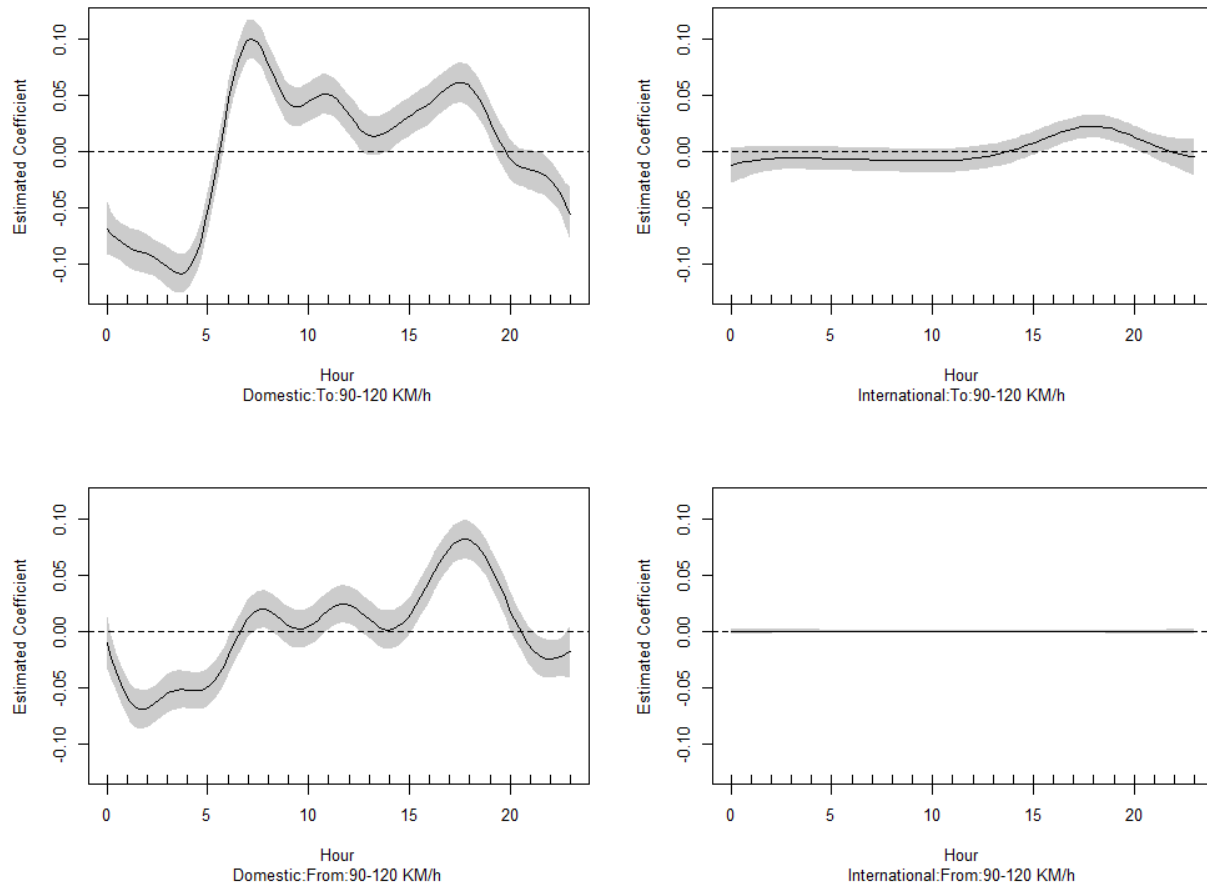 Estimated Coefficient
0.10
0.05
0.00
-0.05
-0.10
0 5 10 15 20
Hour
Domestic:To:90-120 KM/h
Estimated Coefficient
0.10
0.05
0.00
-0.05
-0.10
0 5 10 15 20
Hour
International:To:90-120 KM/h
Estimated Coefficient
0.10
0.05
0.00
-0.05
-0.10
0 5 10 15 20
Hour
Domestic:From:90-120 KM/h
Estimated Coefficient
0.10
0.05
0.00
-0.05
-0.10
0 5 10 15 20
Hour
International:From:90-120 KM/h